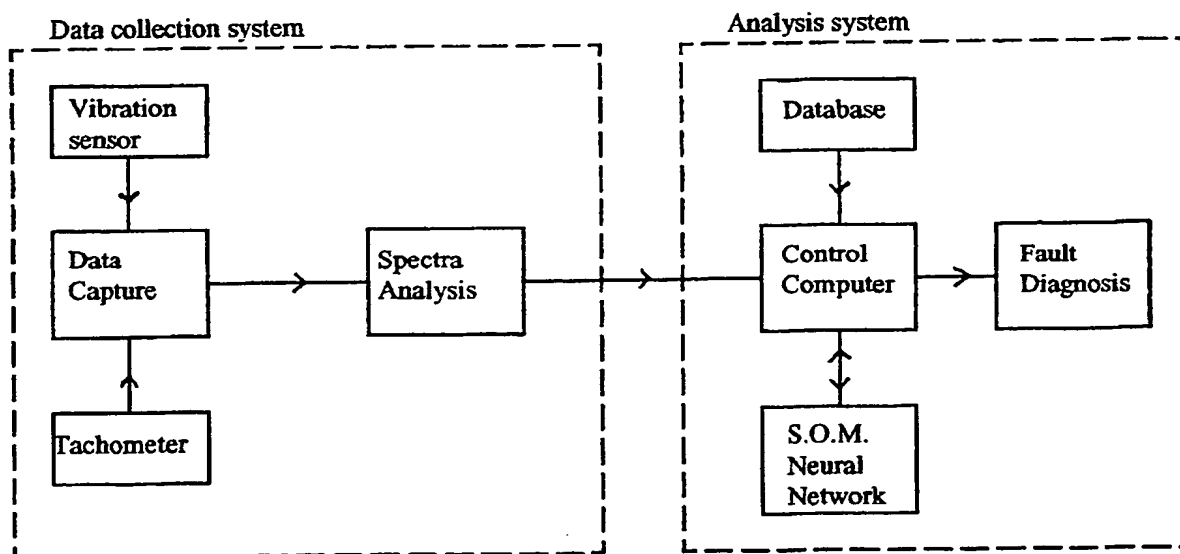 Data collection system
Analysis system
Vibration
sensor
Database
Data
Capture
Spectra
Analysis
Control
Computer
Fault
Diagnosis
Tachometer
S.O.M.
Neural
Network